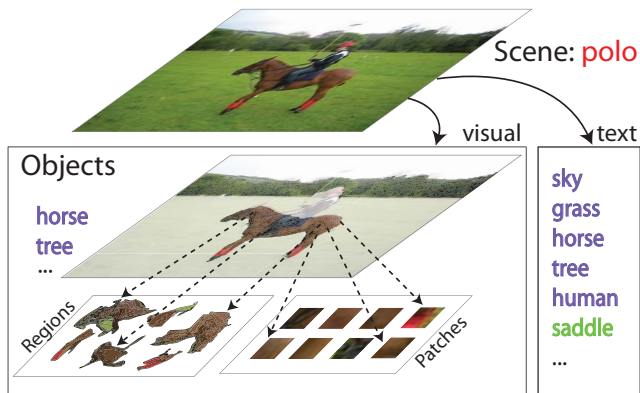 Scene: polo
visual
text
Objects
horse
tree
...
sky
grass
horse
tree
human
saddle
...
Regions
Patches